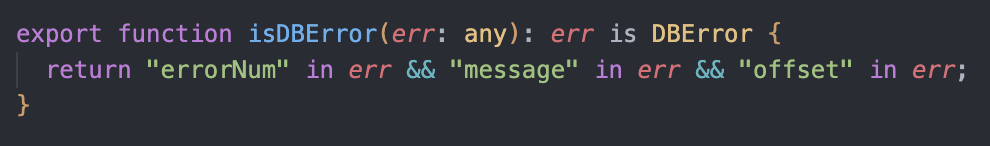 export function isDBError(err: any): err is DBError {
return "errorNum" in err && "message" in err && "offset" in err;
}